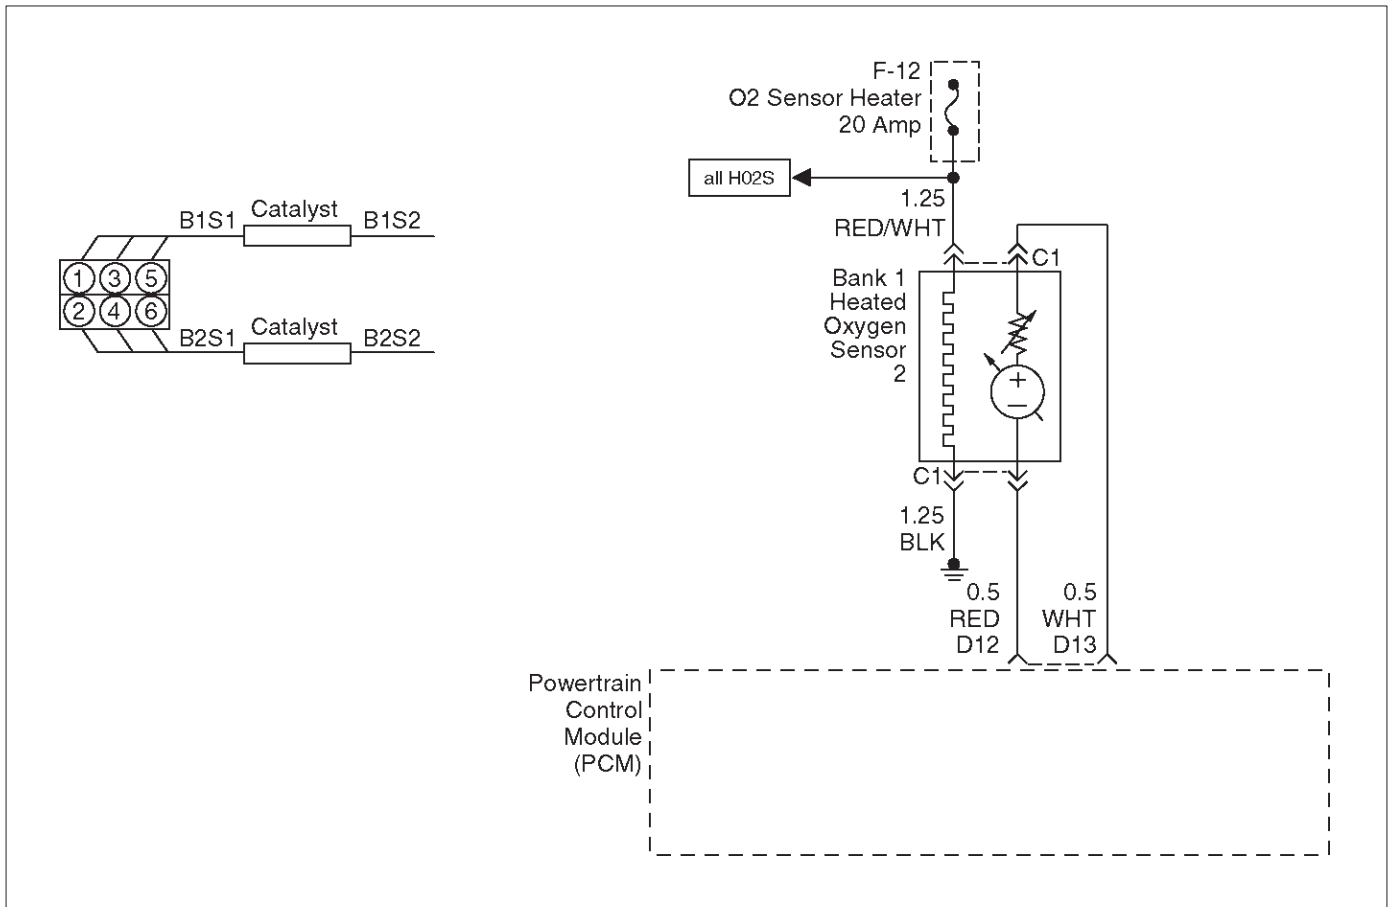 F-12
O2 Sensor Heater
20 Amp
all H02S
1.25
RED/WHT
B1S1 Catalyst B1S2
1 3 5
2 4 6
B2S1 Catalyst B2S2
C1
Bank 1
Heated
Oxygen
Sensor
2
+
–
C1
1.25
BLK
0.5
RED
D12
0.5
WHT
D13
Powertrain
Control
Module
(PCM)